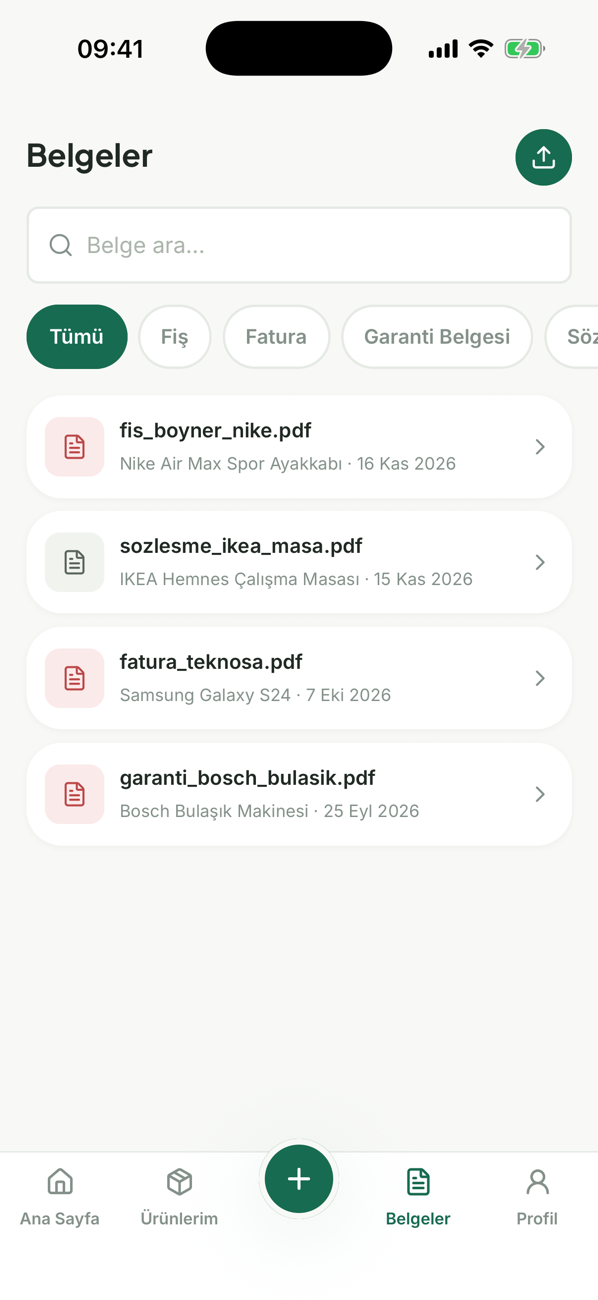 09:41
Belgeler
Belge ara...
Tümü
Fiş
Fatura
Garanti Belgesi
fis_boyner_nike.pdf
Nike Air Max Spor Ayakkabı · 16 Kas 2026
sozlesme_ikea_masa.pdf
IKEA Hemnes Çalışma Masası · 15 Kas 2026
fatura_teknosa.pdf
Samsung Galaxy S24 · 7 Eki 2026
garanti_bosch_bulasik.pdf
Bosch Bulaşık Makinesi · 25 Eyl 2026
Ana Sayfa
Ürünlerim
Belgeler
Profil